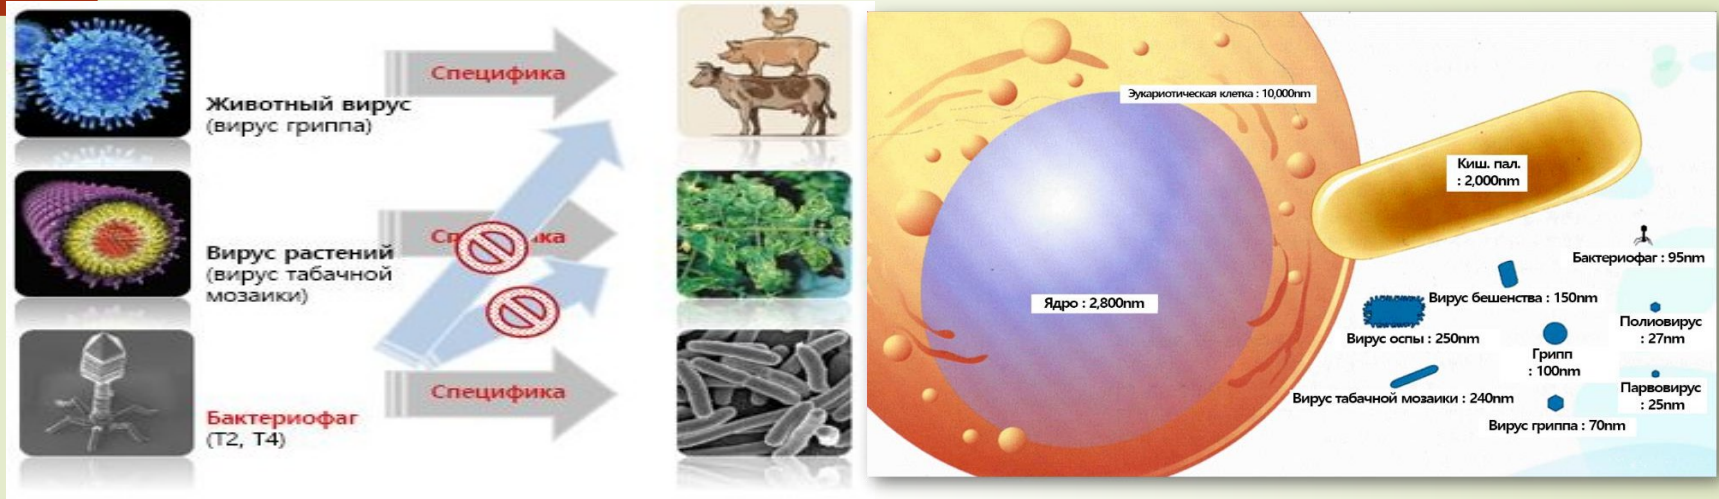 Специфика
Животный вирус
(вирус гриппа)
Вирус растений
(вирус табачной
мозаики)
Специфика
Бактериофаг
(T2, T4)
Эукариотическая клетка : 10,000nm
Киш. пал.
: 2,000nm
Ядро : 2,800nm
Бактериофаг : 95nm
Вирус бешенства : 150nm
Полиовирус
: 27nm
Вирус оспы : 250nm
Грипп
: 100nm
Парвовирус
: 25nm
Вирус табачной мозаики : 240nm
Вирус гриппа : 70nm